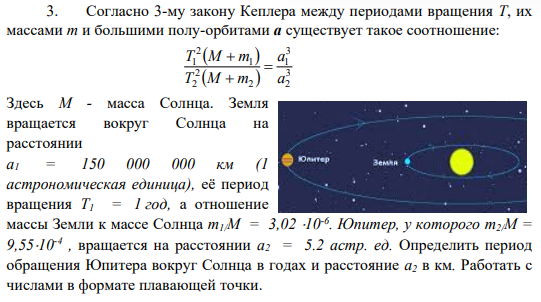 3. Согласно 3-му закону Кеплера между периодами вращения T, их
массами m и большими полу-орбитами a существует такое соотношение:
T₁²(M + m₁) / T₂²(M + m₂) = a₁³ / a₂³
Здесь M - масса Солнца. Земля
вращается вокруг Солнца на
расстоянии
a₁ = 150 000 000 км (1
астрономическая единица), её период
вращения T₁ = 1 год, а отношение
Юпитер
Земля
массы Земли к массе Солнца m₁/M = 3,02 ·10⁻⁶. Юпитер, у которого m₂/M =
9,55·10⁻⁴ , вращается на расстоянии a₂ = 5.2 астр. ед. Определить период
обращения Юпитера вокруг Солнца в годах и расстояние a₂ в км. Работать с
числами в формате плавающей точки.